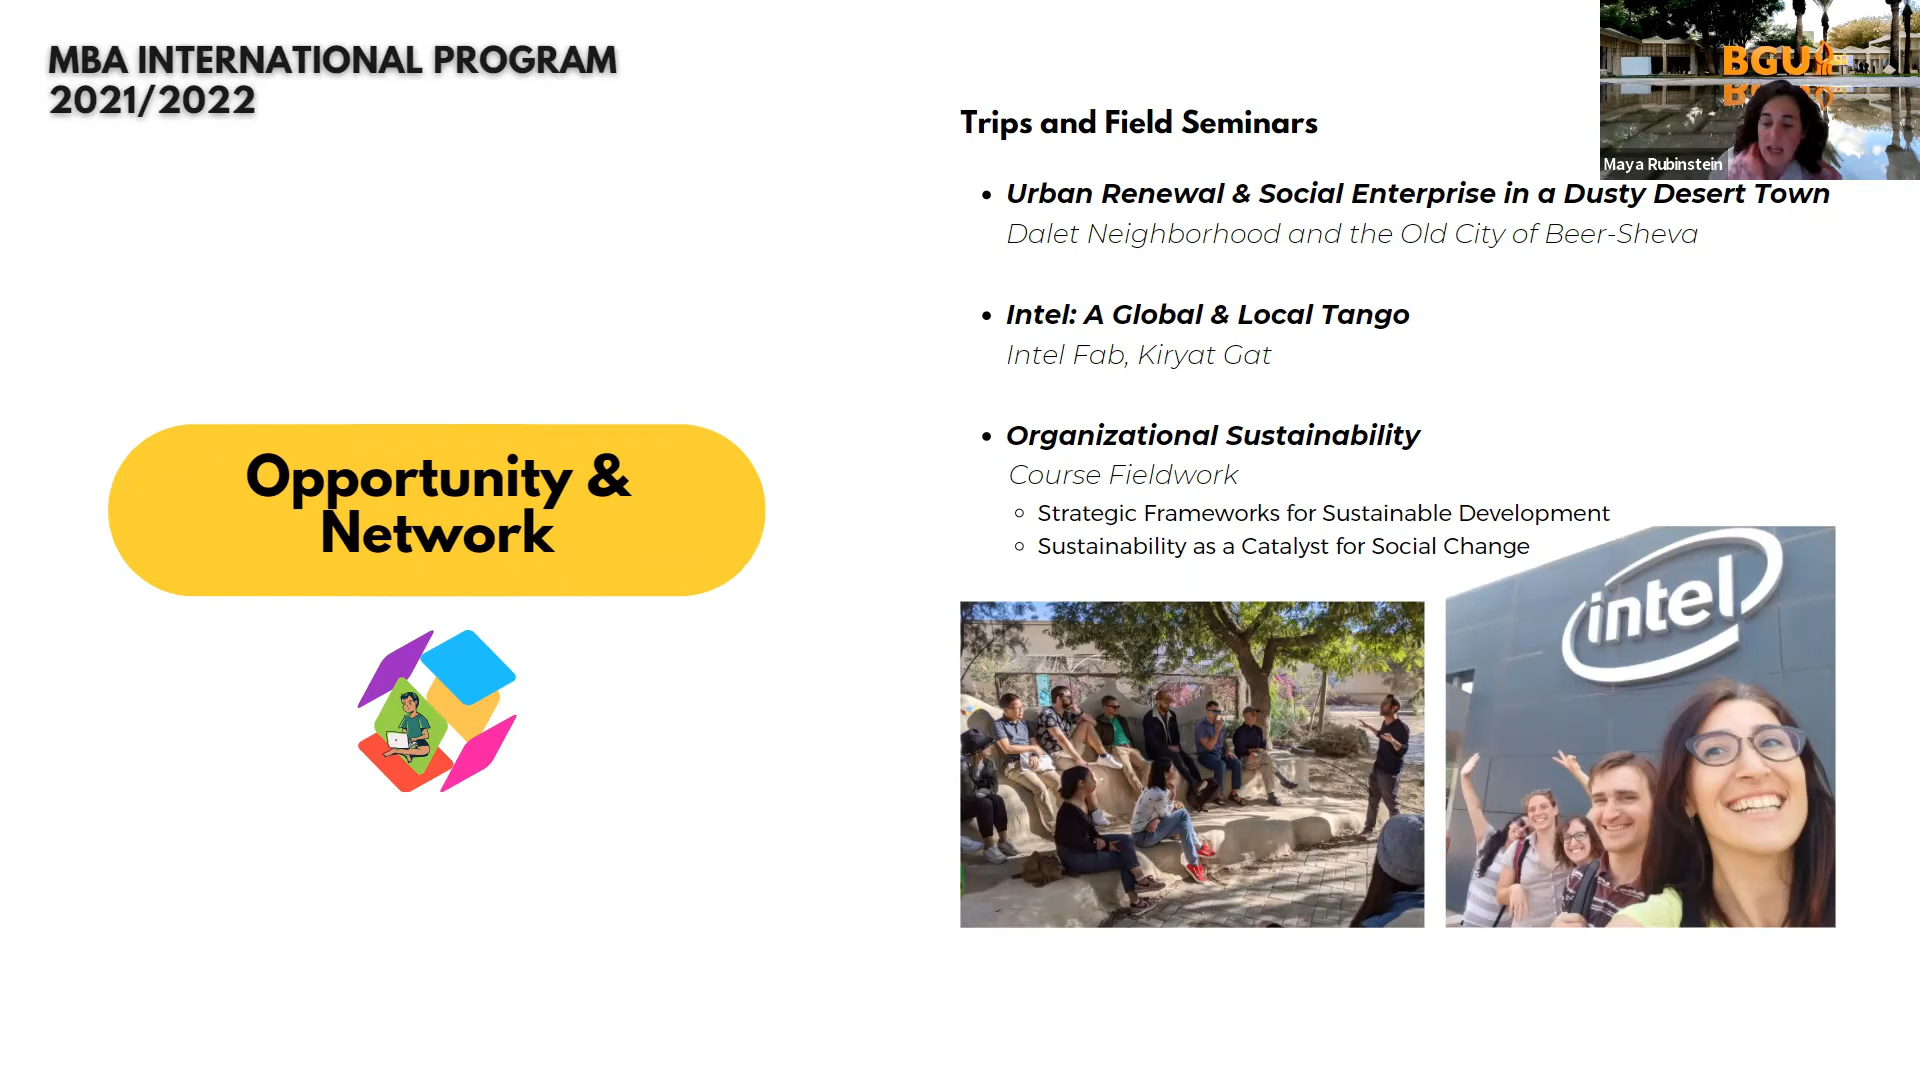 MBA INTERNATIONAL PROGRAM
2021/2022
Opportunity &
Network
Trips and Field Seminars
• Urban Renewal & Social Enterprise in a Dusty Desert Town
Dalet Neighborhood and the Old City of Beer-Sheva
• Intel: A Global & Local Tango
Intel Fab, Kiryat Gat
• Organizational Sustainability
Course Fieldwork
○ Strategic Frameworks for Sustainable Development
○ Sustainability as a Catalyst for Social Change
intel
BGU
Maya Rubinstein